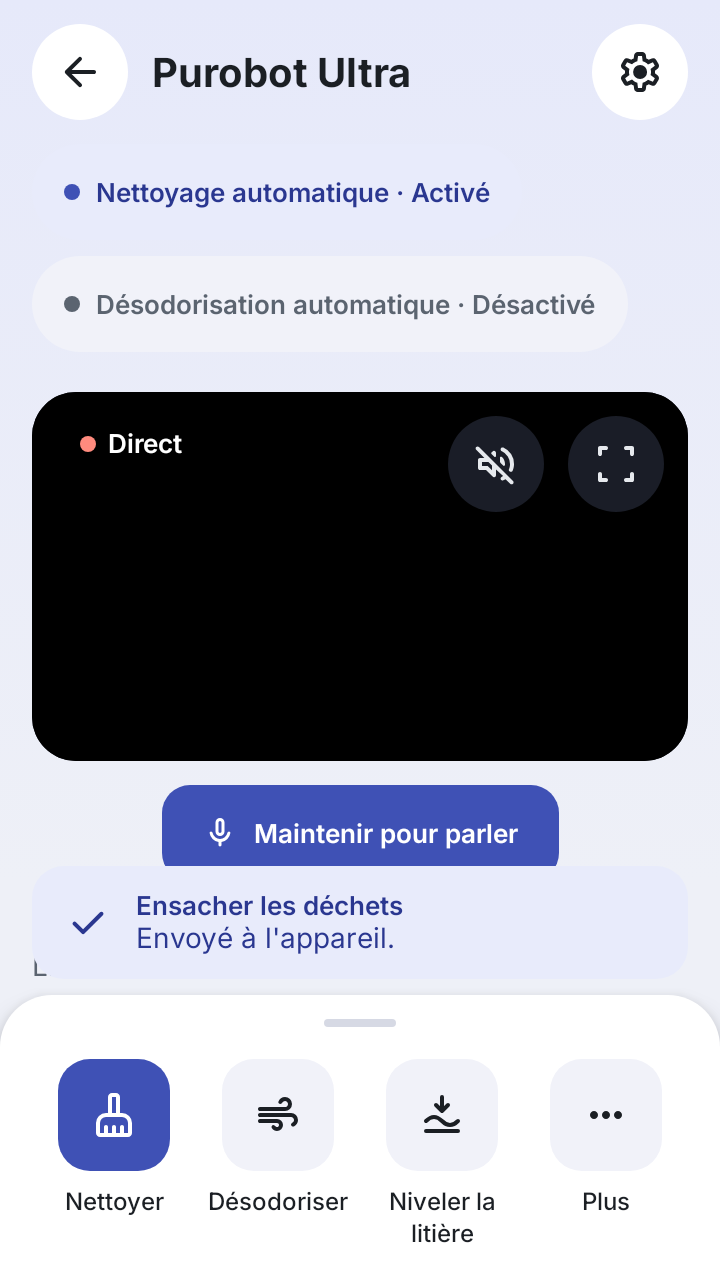 Purobot Ultra
Nettoyage automatique · Activé
Désodorisation automatique · Désactivé
Direct
Maintenir pour parler
Ensacher les déchets
Envoyé à l'appareil.
Nettoyer
Désodoriser
Niveler la
litière
Plus